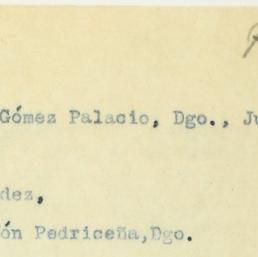 Gómez Palacio, Dgo., Ju
dez,
ón Pedriceña,Dgo.